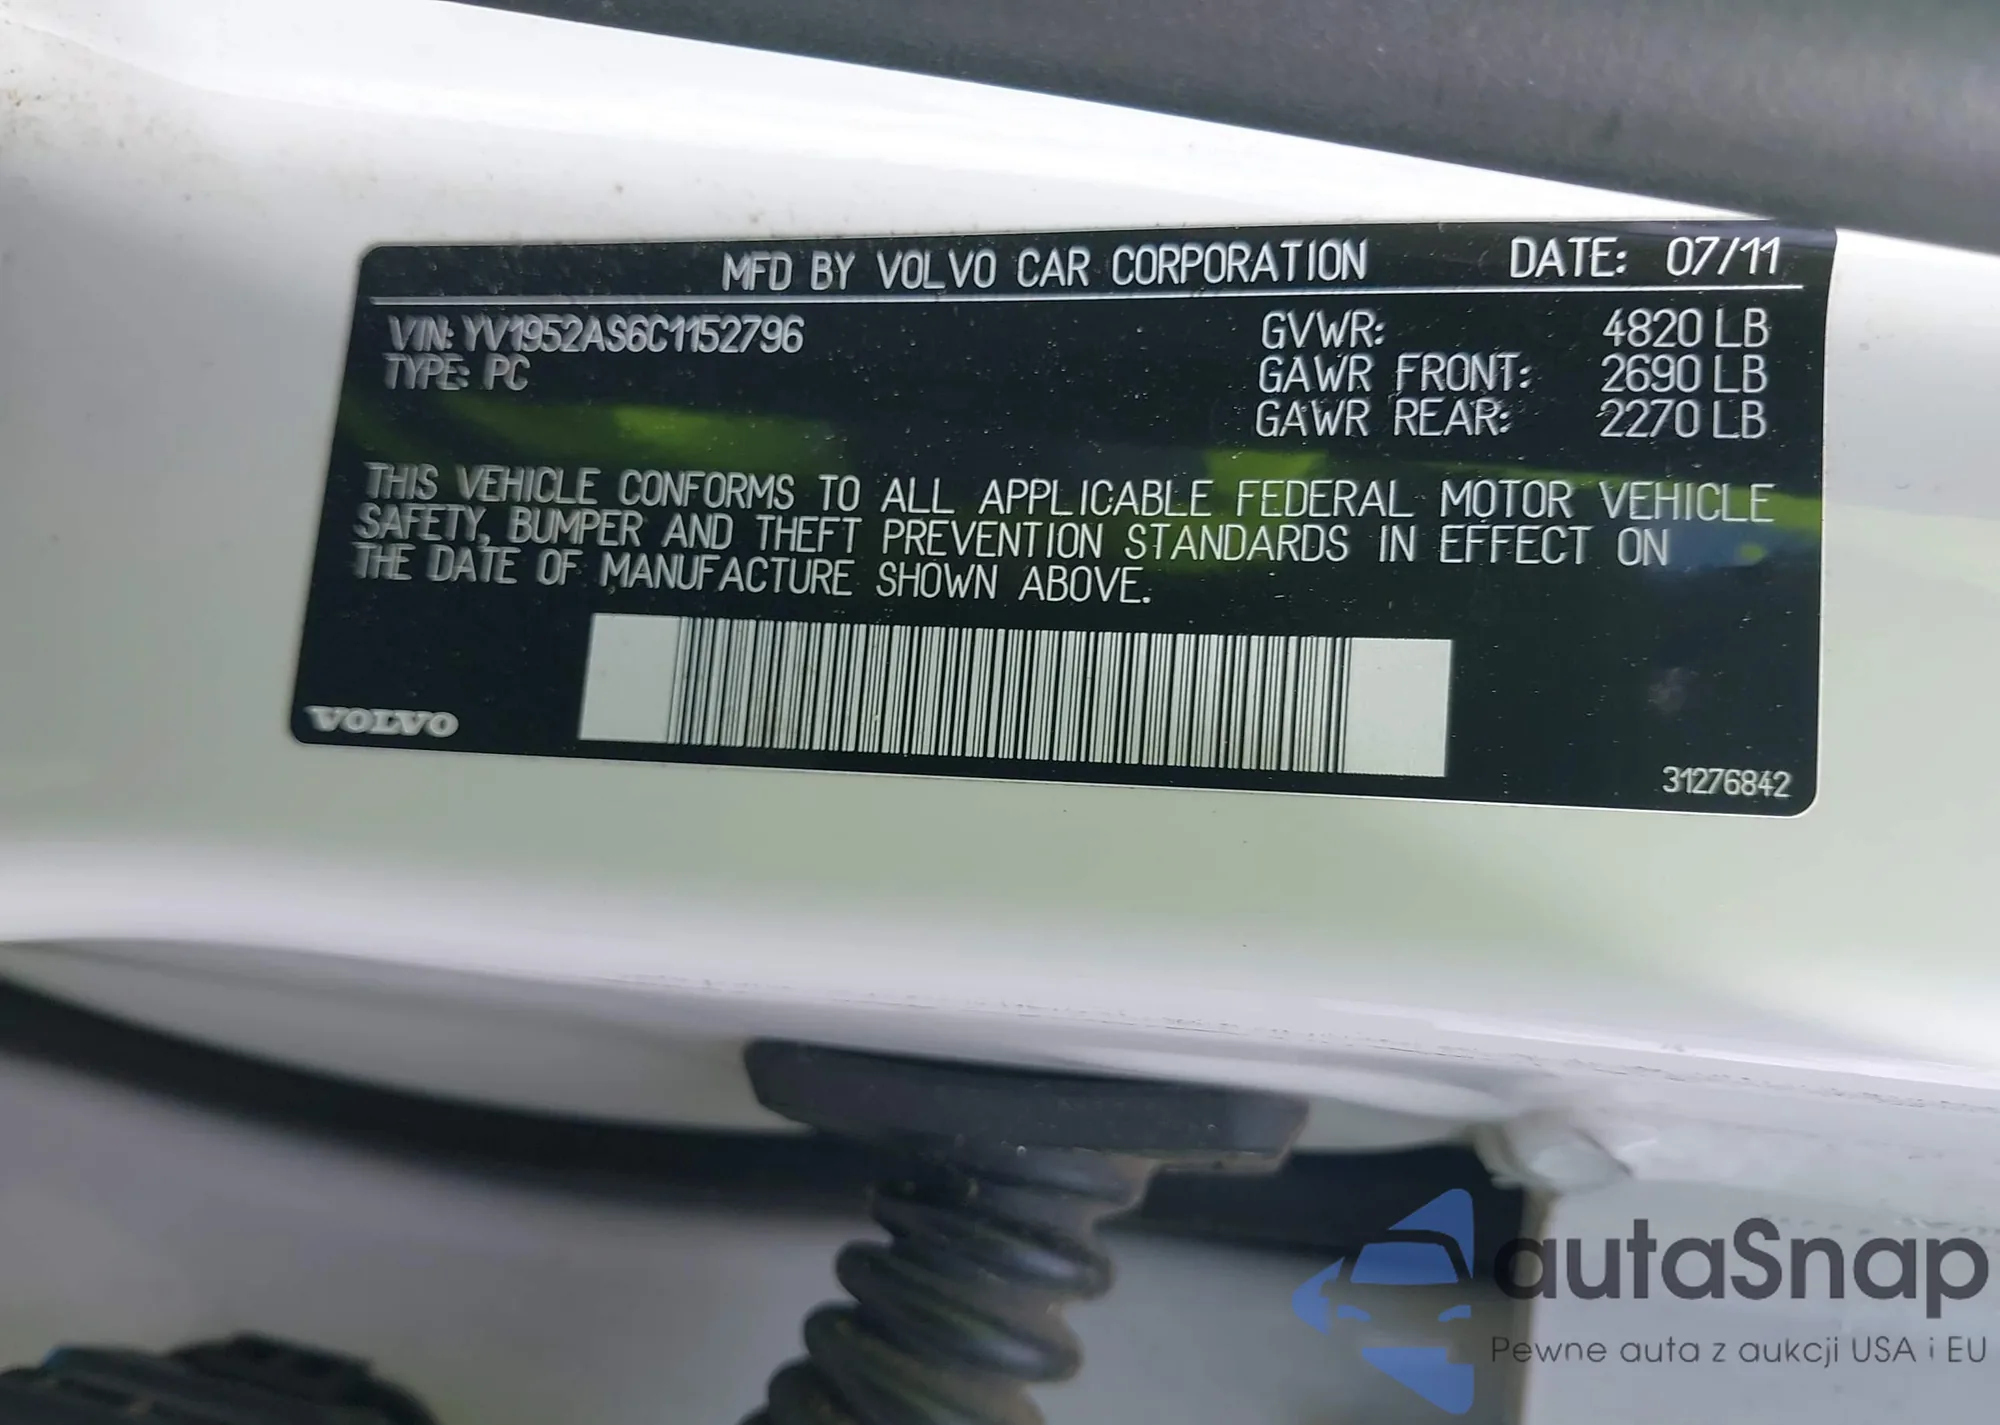 MFD BY VOLVO CAR CORPORATION DATE: 07/11
VIN: YV1952AS6C1152796 GVWR: 4820 LB
TYPE: PC GAWR FRONT: 2690 LB
GAWR REAR: 2270 LB
THIS VEHICLE CONFORMS TO ALL APPLICABLE FEDERAL MOTOR VEHICLE
SAFETY, BUMPER AND THEFT PREVENTION STANDARDS IN EFFECT ON
THE DATE OF MANUFACTURE SHOWN ABOVE.
VOLVO
31276842
autaSnap
Pewne auta z aukcji USA i EU